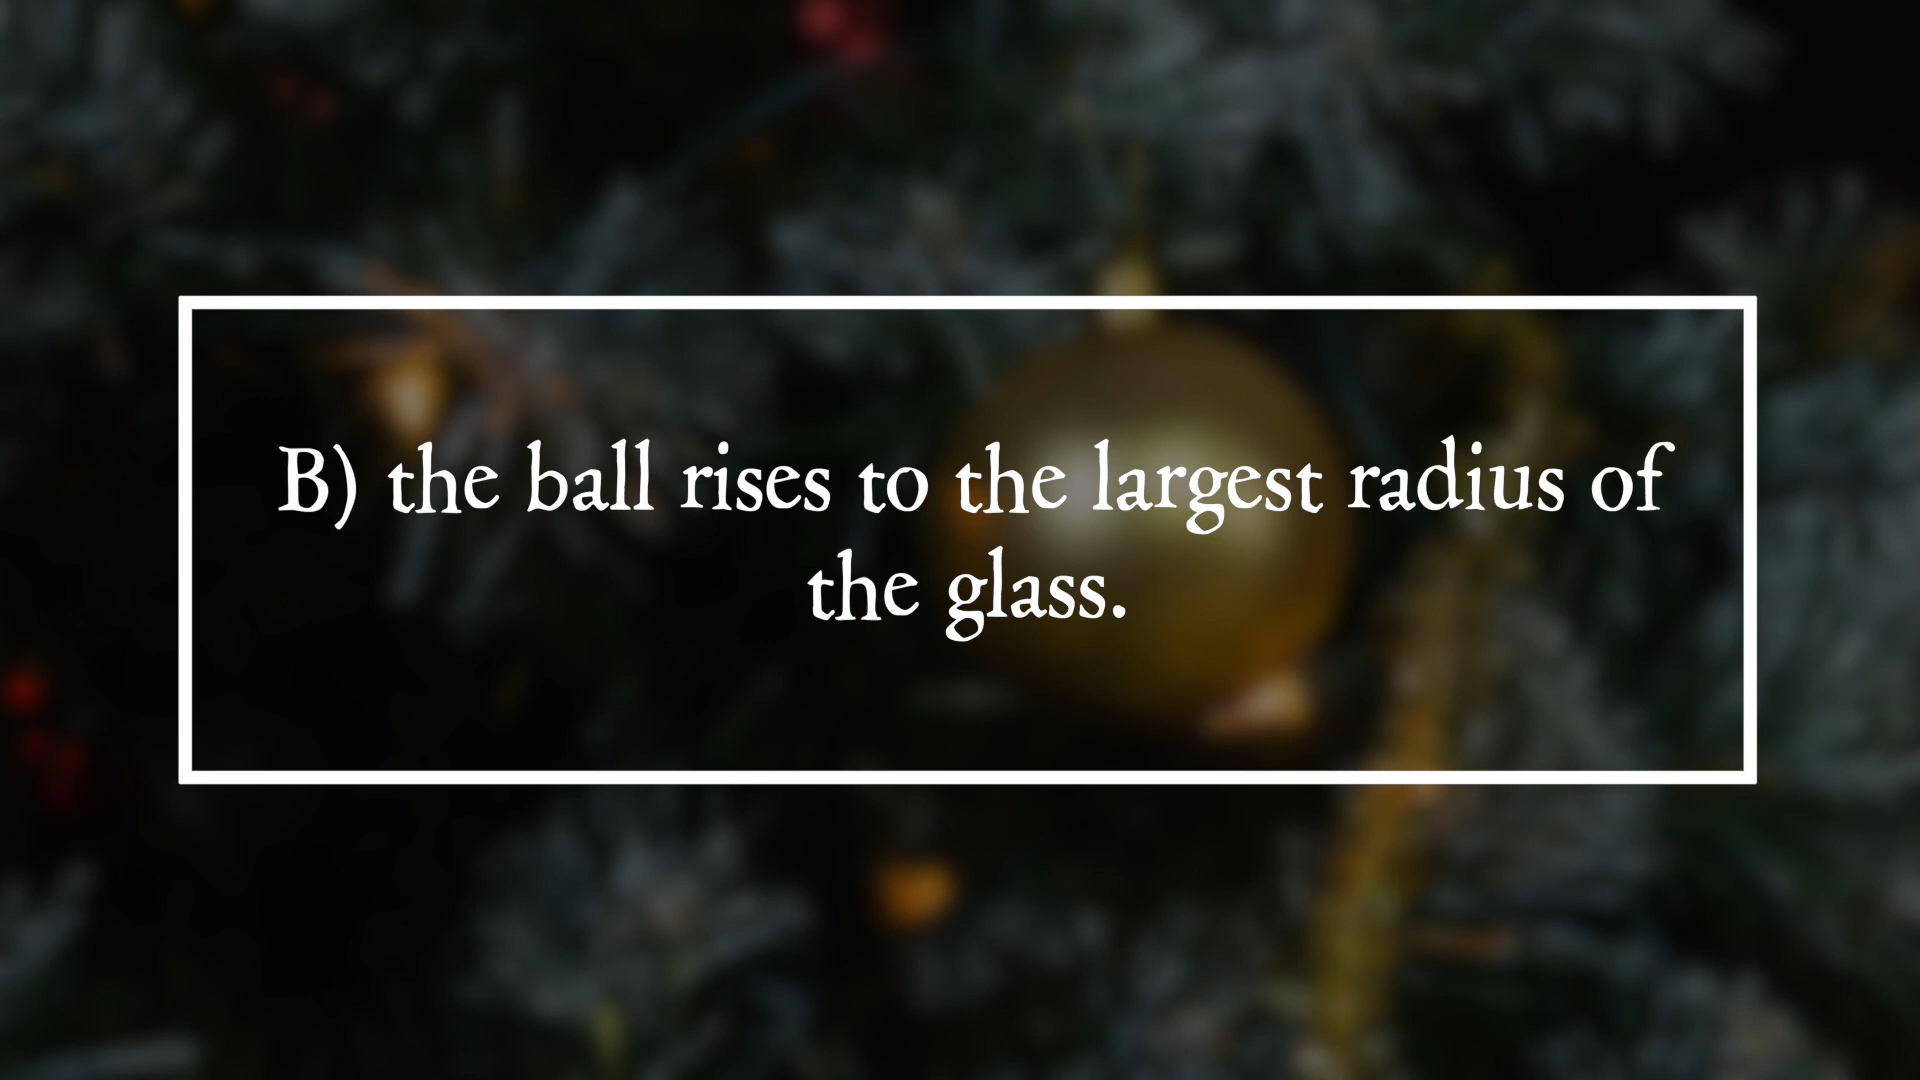 B) the ball rises to the largest radius of
the glass.